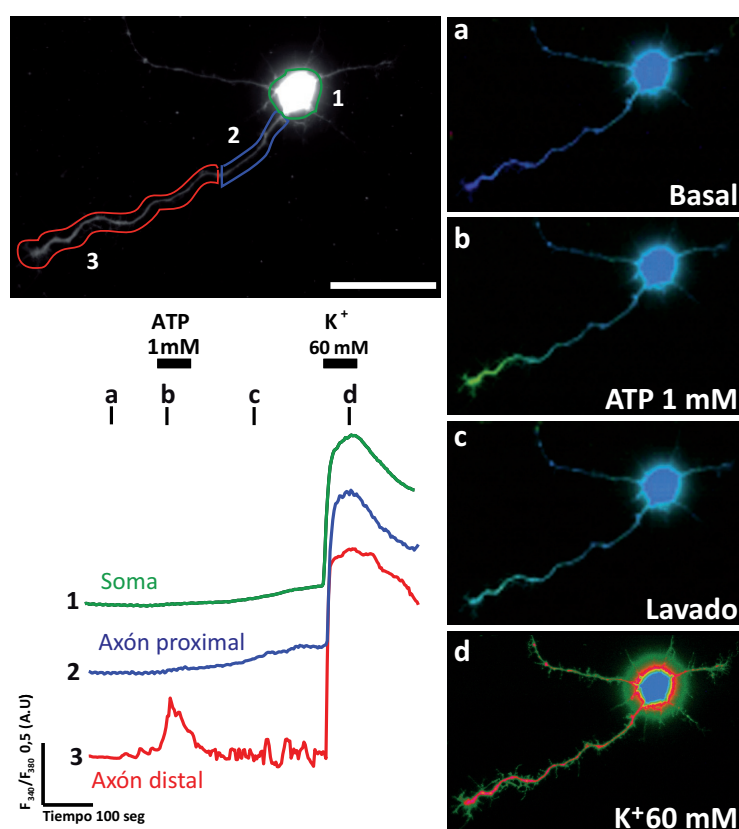 1
2
3
a
Basal
b
ATP 1 mM
c
Lavado
d
K+60 mM
ATP
1mM
K+
60 mM
a b c d
Soma
1
Axón proximal
2
3
Axón distal
F340/F380 0,5 (A.U)
Tiempo 100 seg